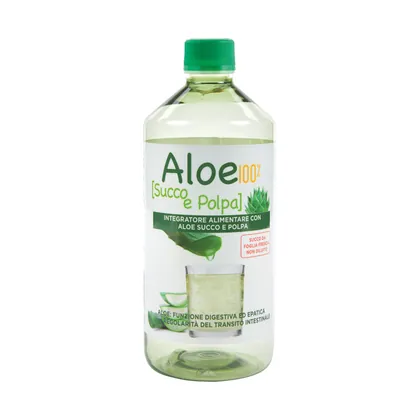 Aloe100%
[Succo
e Polpa]
INTEGRATORE ALIMENTARE CON
ALOE SUCCO E POLPA
SUCCO DA
FOGLIA FRESCA
NON DILUITO
ALOE: FUNZIONE DIGESTIVA ED EPATICA
REGOLARITÀ DEL TRANSITO INTESTINALE